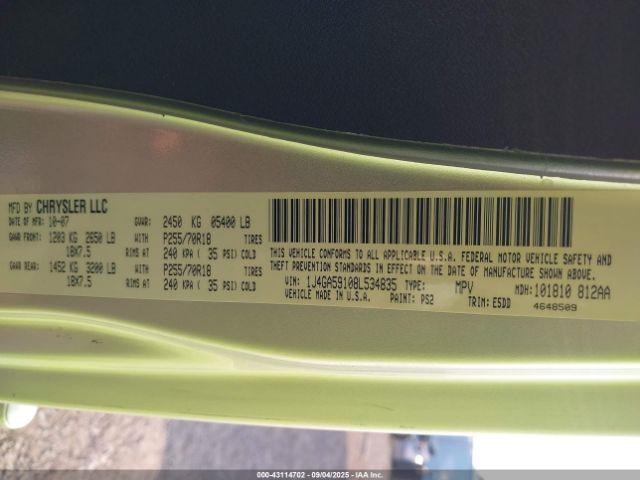 MFD BY CHRYSLER LLC
DATE OF MFR 10-07 GVWR: 2450 KG 05400 LB
GAWR FRONT: 1203 KG 2650 LB WITH P255/70R18 TIRES
18X7.5 RIMS AT 240 KPA ( 35 PSI) COLD
GAWR REAR: 1452 KG 3200 LB WITH P255/70R18 TIRES
18X7.5 RIMS AT 240 KPA ( 35 PSI) COLD
THIS VEHICLE CONFORMS TO ALL APPLICABLE U.S.A. FEDERAL MOTOR VEHICLE SAFETY, BUMPER, AND
THEFT PREVENTION STANDARDS IN EFFECT ON THE DATE OF MANUFACTURE SHOWN ABOVE.
VIN: 1J4GA59108L534835 TYPE: MPV MDH: 101810 812AA
VEHICLE MADE IN U.S.A. PAINT: PS2 TRIM: E5DD 4648509
000-43114702 09/04/2025 IAA Inc.